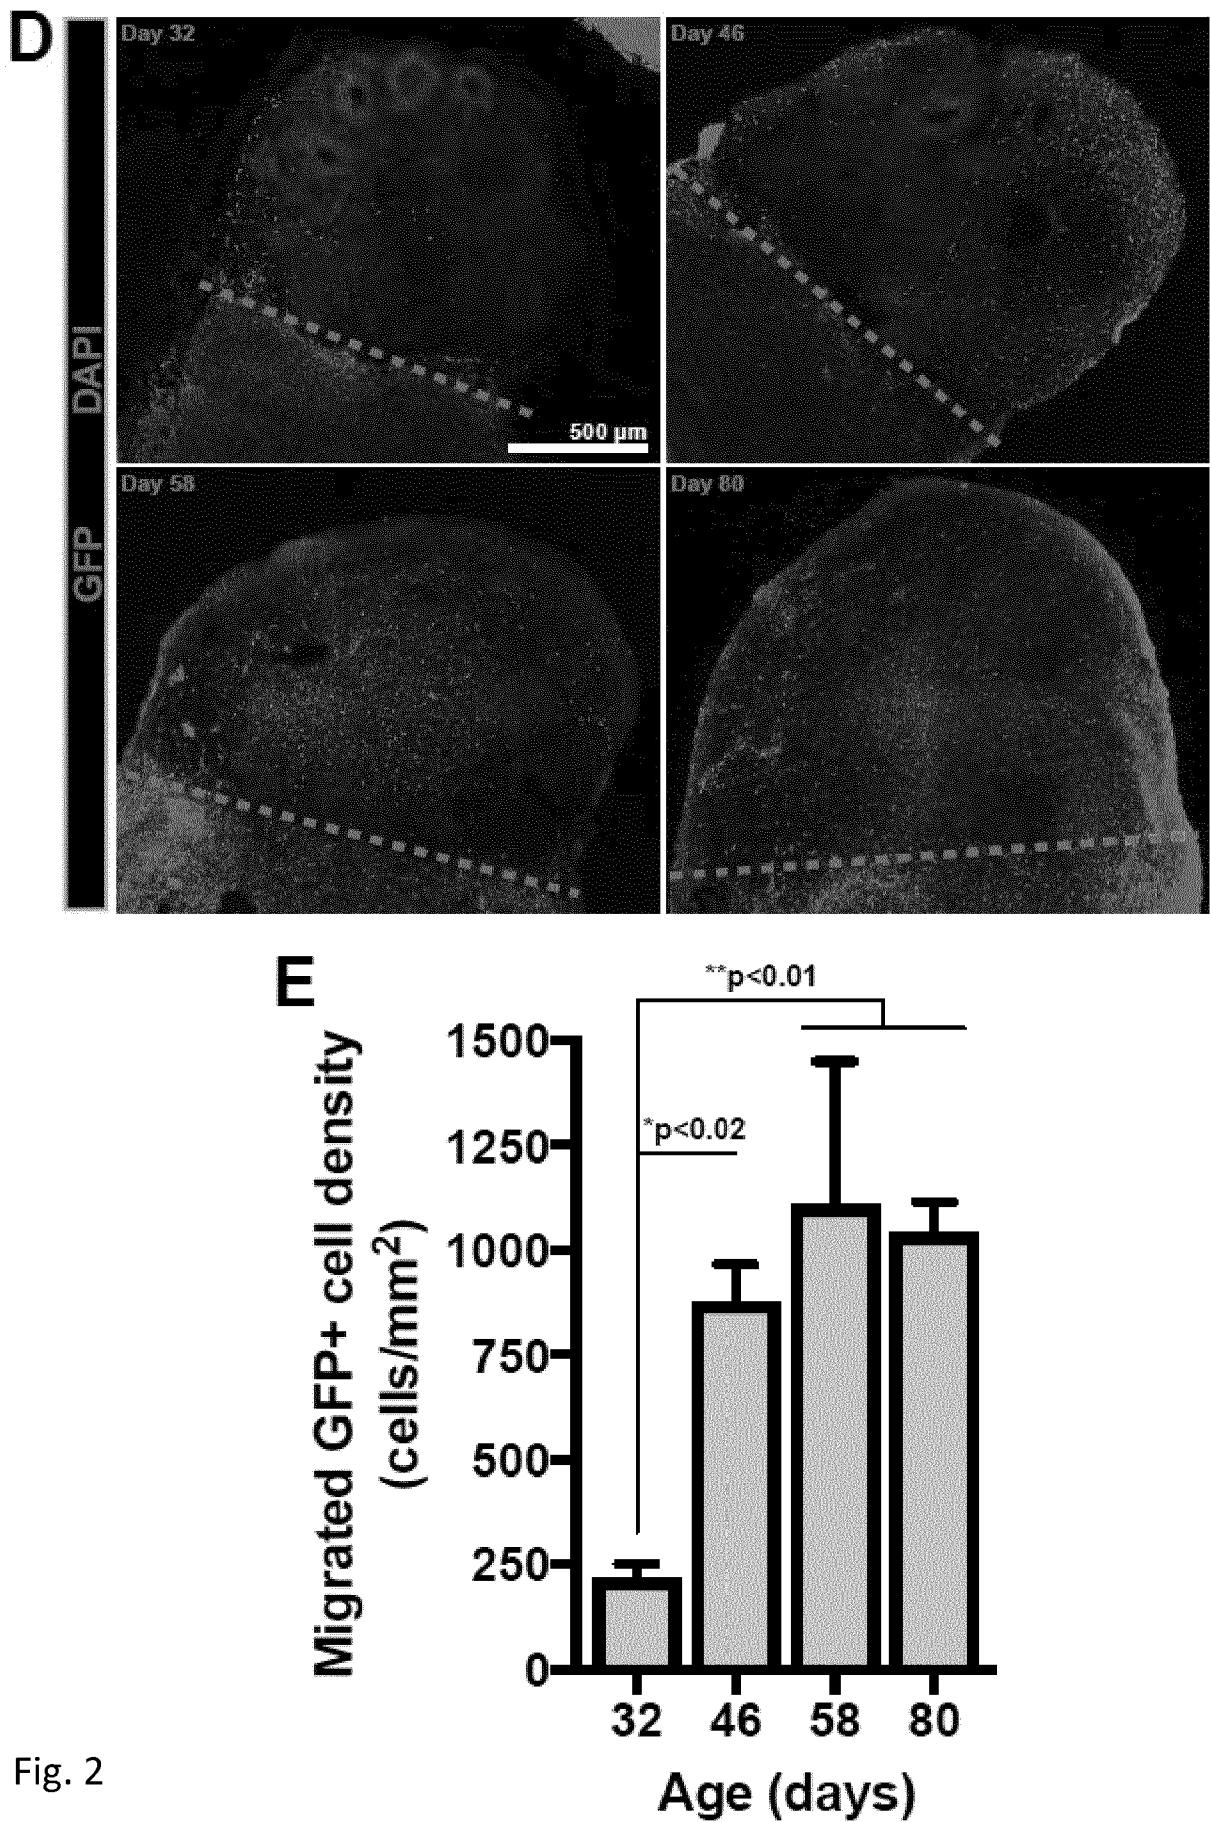 D
Day 32
Day 46
DAPI
GFP
500 µm
Day 58
Day 80
E
**p<0.01
*p<0.02
Migrated GFP+ cell density
(cells/mm²)
1500
1250
1000
750
500
250
0
32 46 58 80
Age (days)
Fig. 2